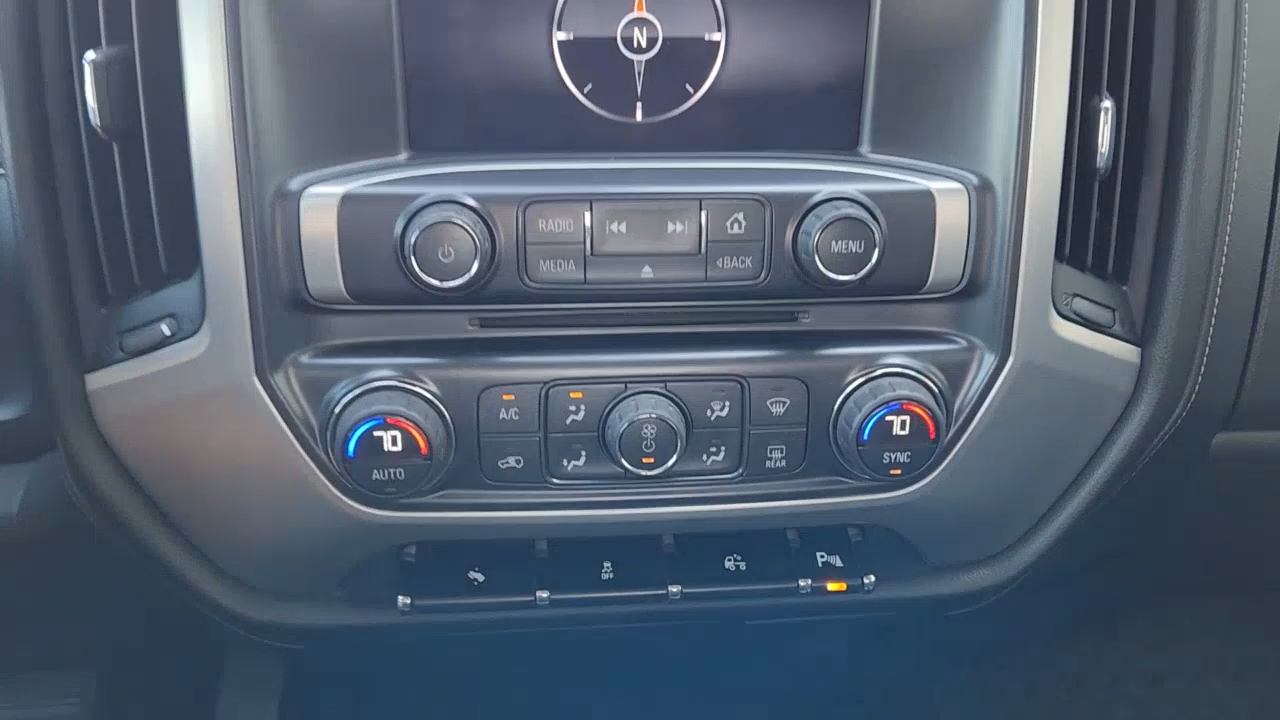 N
RADIO
MEDIA
BACK
MENU
A/C
70
AUTO
REAR
70
SYNC
OFF
P